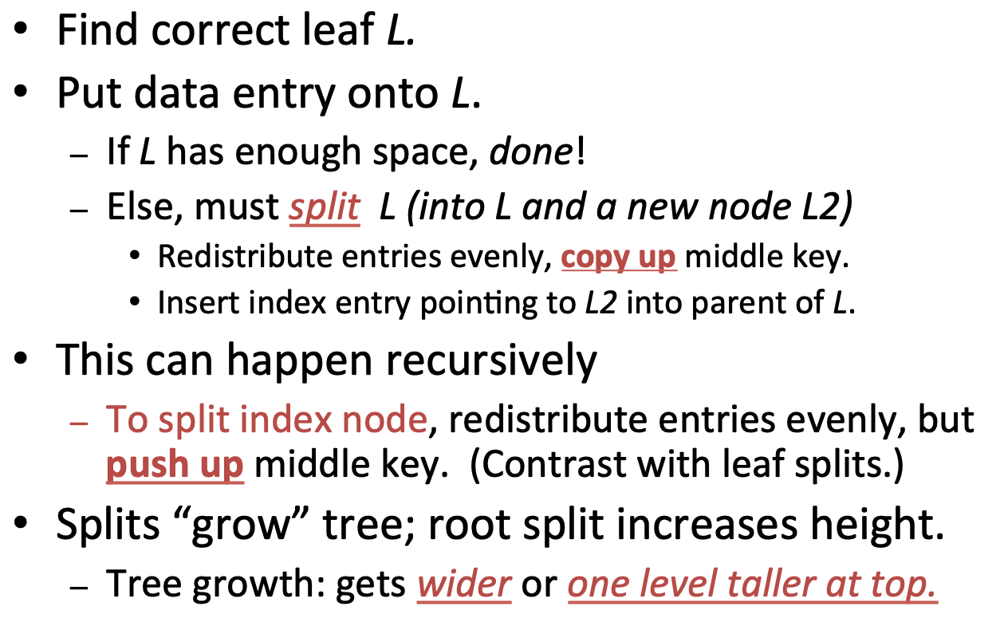 • Find correct leaf L.
• Put data entry onto L.
– If L has enough space, done!
– Else, must split L (into L and a new node L2)
• Redistribute entries evenly, copy up middle key.
• Insert index entry pointing to L2 into parent of L.
• This can happen recursively
– To split index node, redistribute entries evenly, but
push up middle key. (Contrast with leaf splits.)
• Splits “grow” tree; root split increases height.
– Tree growth: gets wider or one level taller at top.